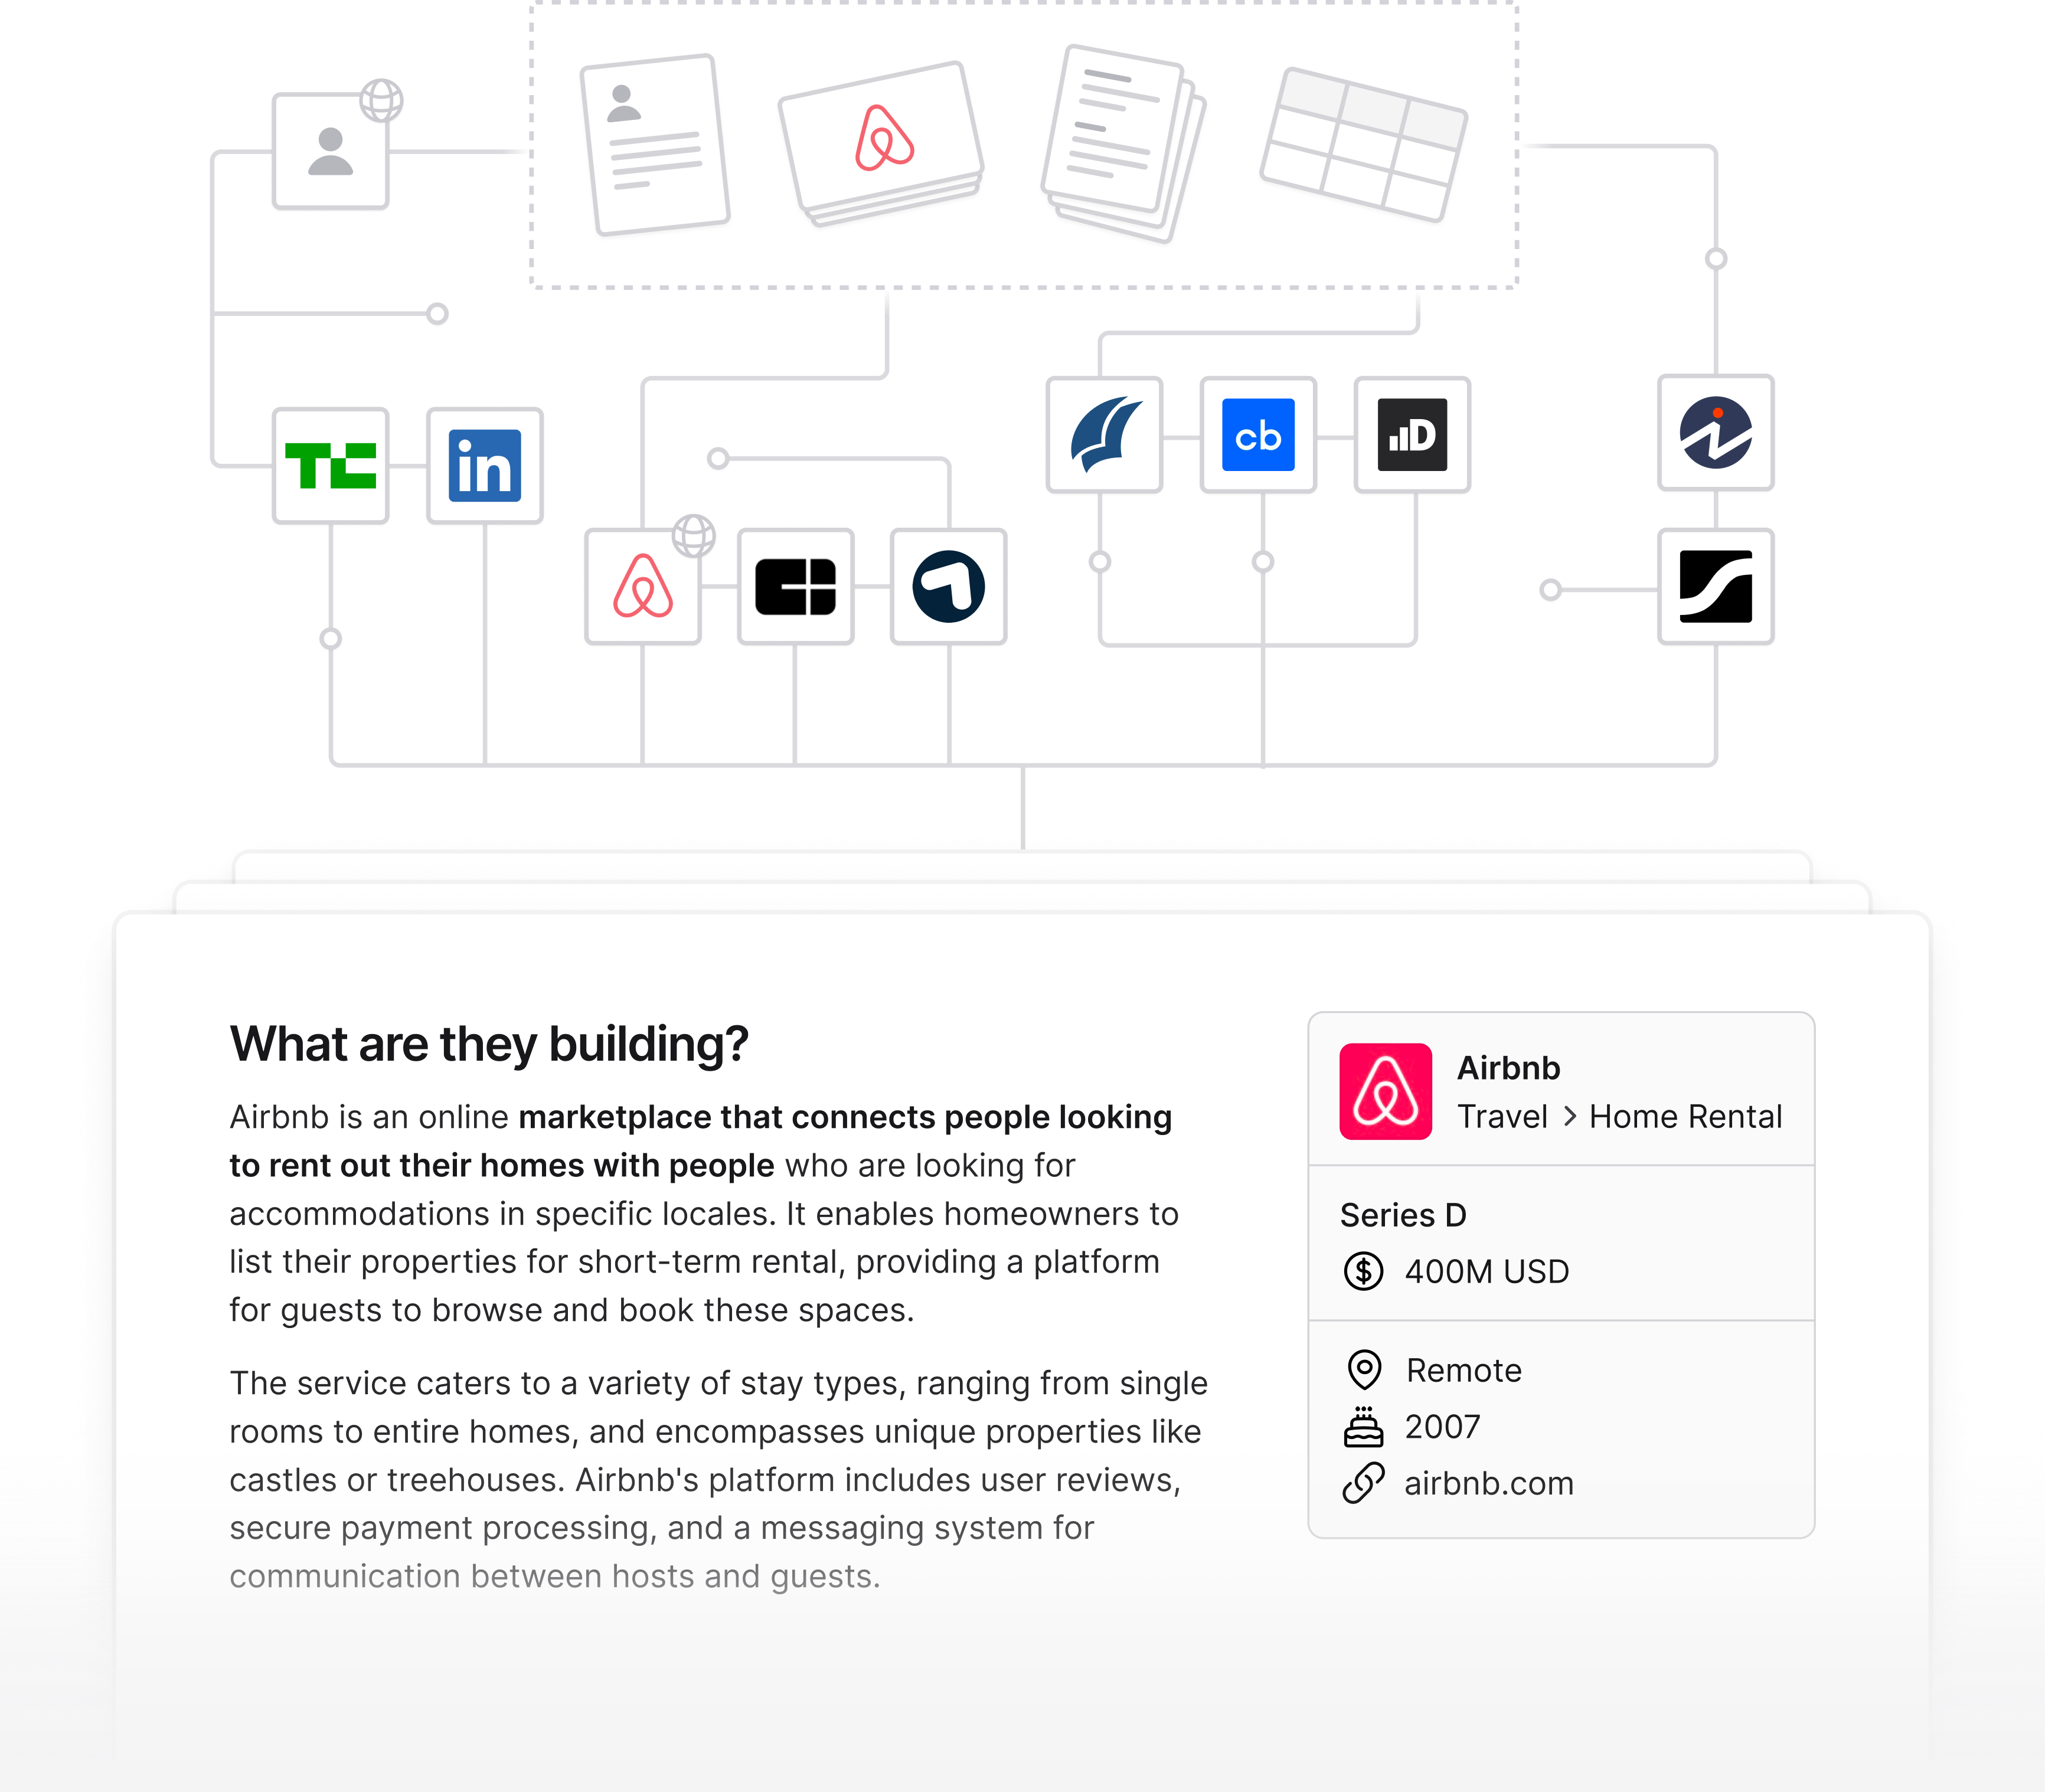 TC
in
cb
D
What are they building?
Airbnb is an online marketplace that connects people looking
to rent out their homes with people who are looking for
accommodations in specific locales. It enables homeowners to
list their properties for short-term rental, providing a platform
for guests to browse and book these spaces.
The service caters to a variety of stay types, ranging from single
rooms to entire homes, and encompasses unique properties like
castles or treehouses. Airbnb's platform includes user reviews,
secure payment processing, and a messaging system for
communication between hosts and guests.
Airbnb
Travel > Home Rental
Series D
400M USD
Remote
2007
airbnb.com